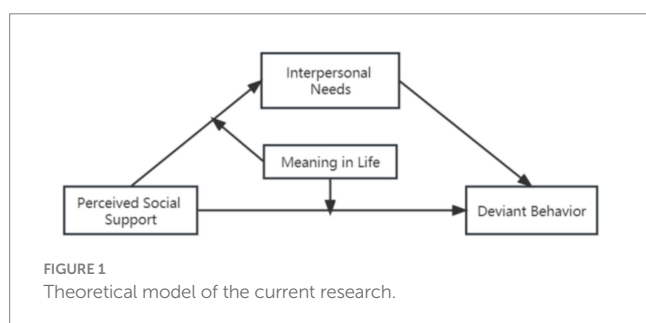 Interpersonal
Needs
Meaning in Life
Perceived Social
Support
Deviant Behavior
FIGURE 1
Theoretical model of the current research.